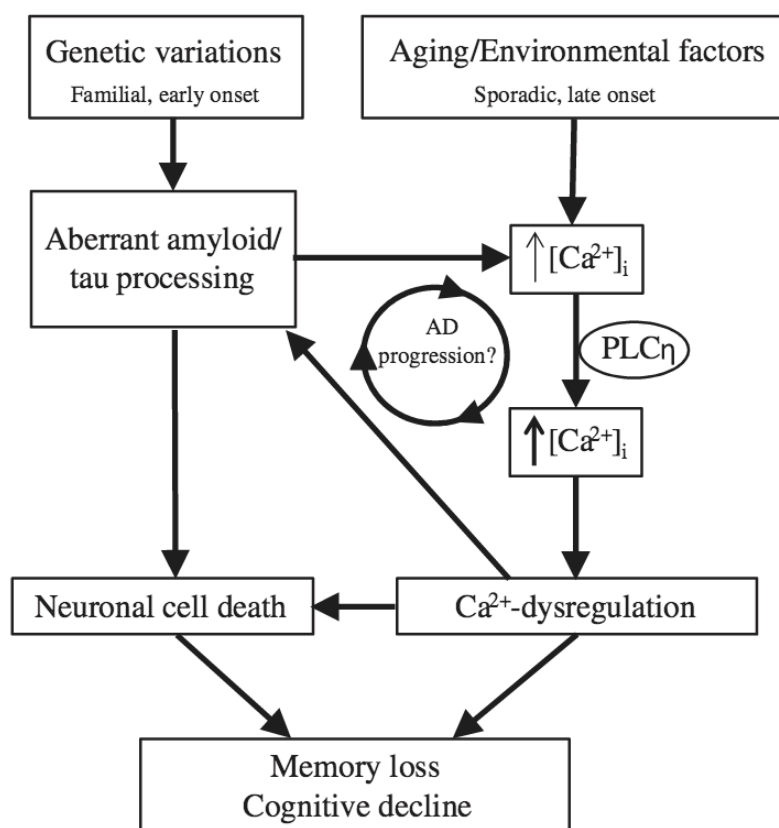 Genetic variations
Familial, early onset
Aging/Environmental factors
Sporadic, late onset
Aberrant amyloid/
tau processing
↑[Ca²⁺]ᵢ
AD
progression?
PLCη
↑[Ca²⁺]ᵢ
Neuronal cell death
Ca²⁺-dysregulation
Memory loss
Cognitive decline